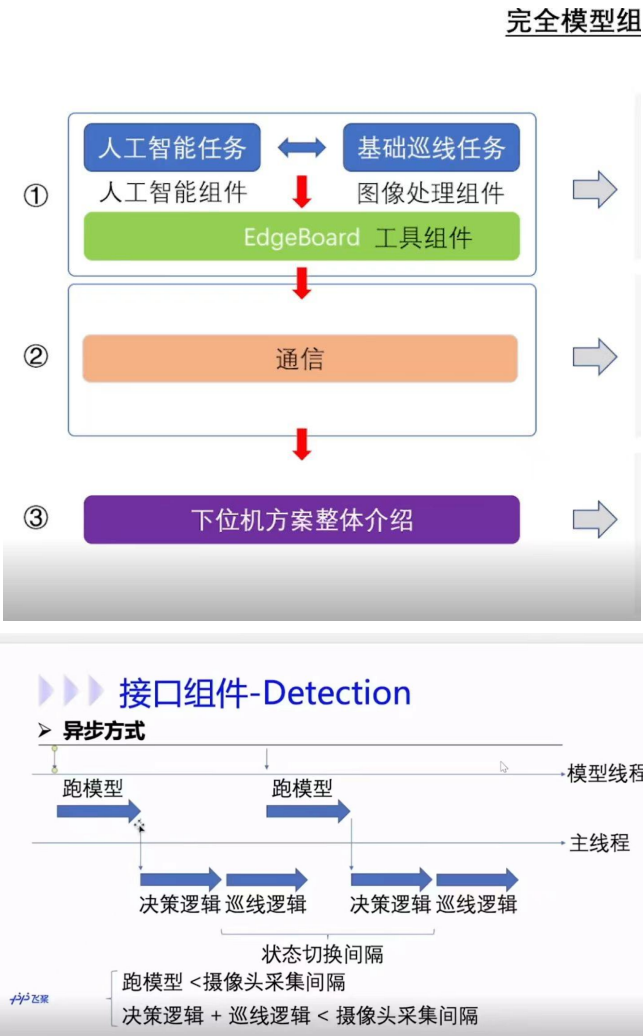 完全模型组
①
人工智能任务
基础巡线任务
人工智能组件
图像处理组件
EdgeBoard 工具组件
②
通信
③
下位机方案整体介绍
接口组件-Detection
异步方式
模型线程
跑模型
跑模型
主线程
决策逻辑 巡线逻辑
决策逻辑 巡线逻辑
状态切换间隔
跑模型 <摄像头采集间隔
决策逻辑 + 巡线逻辑 < 摄像头采集间隔
飞桨